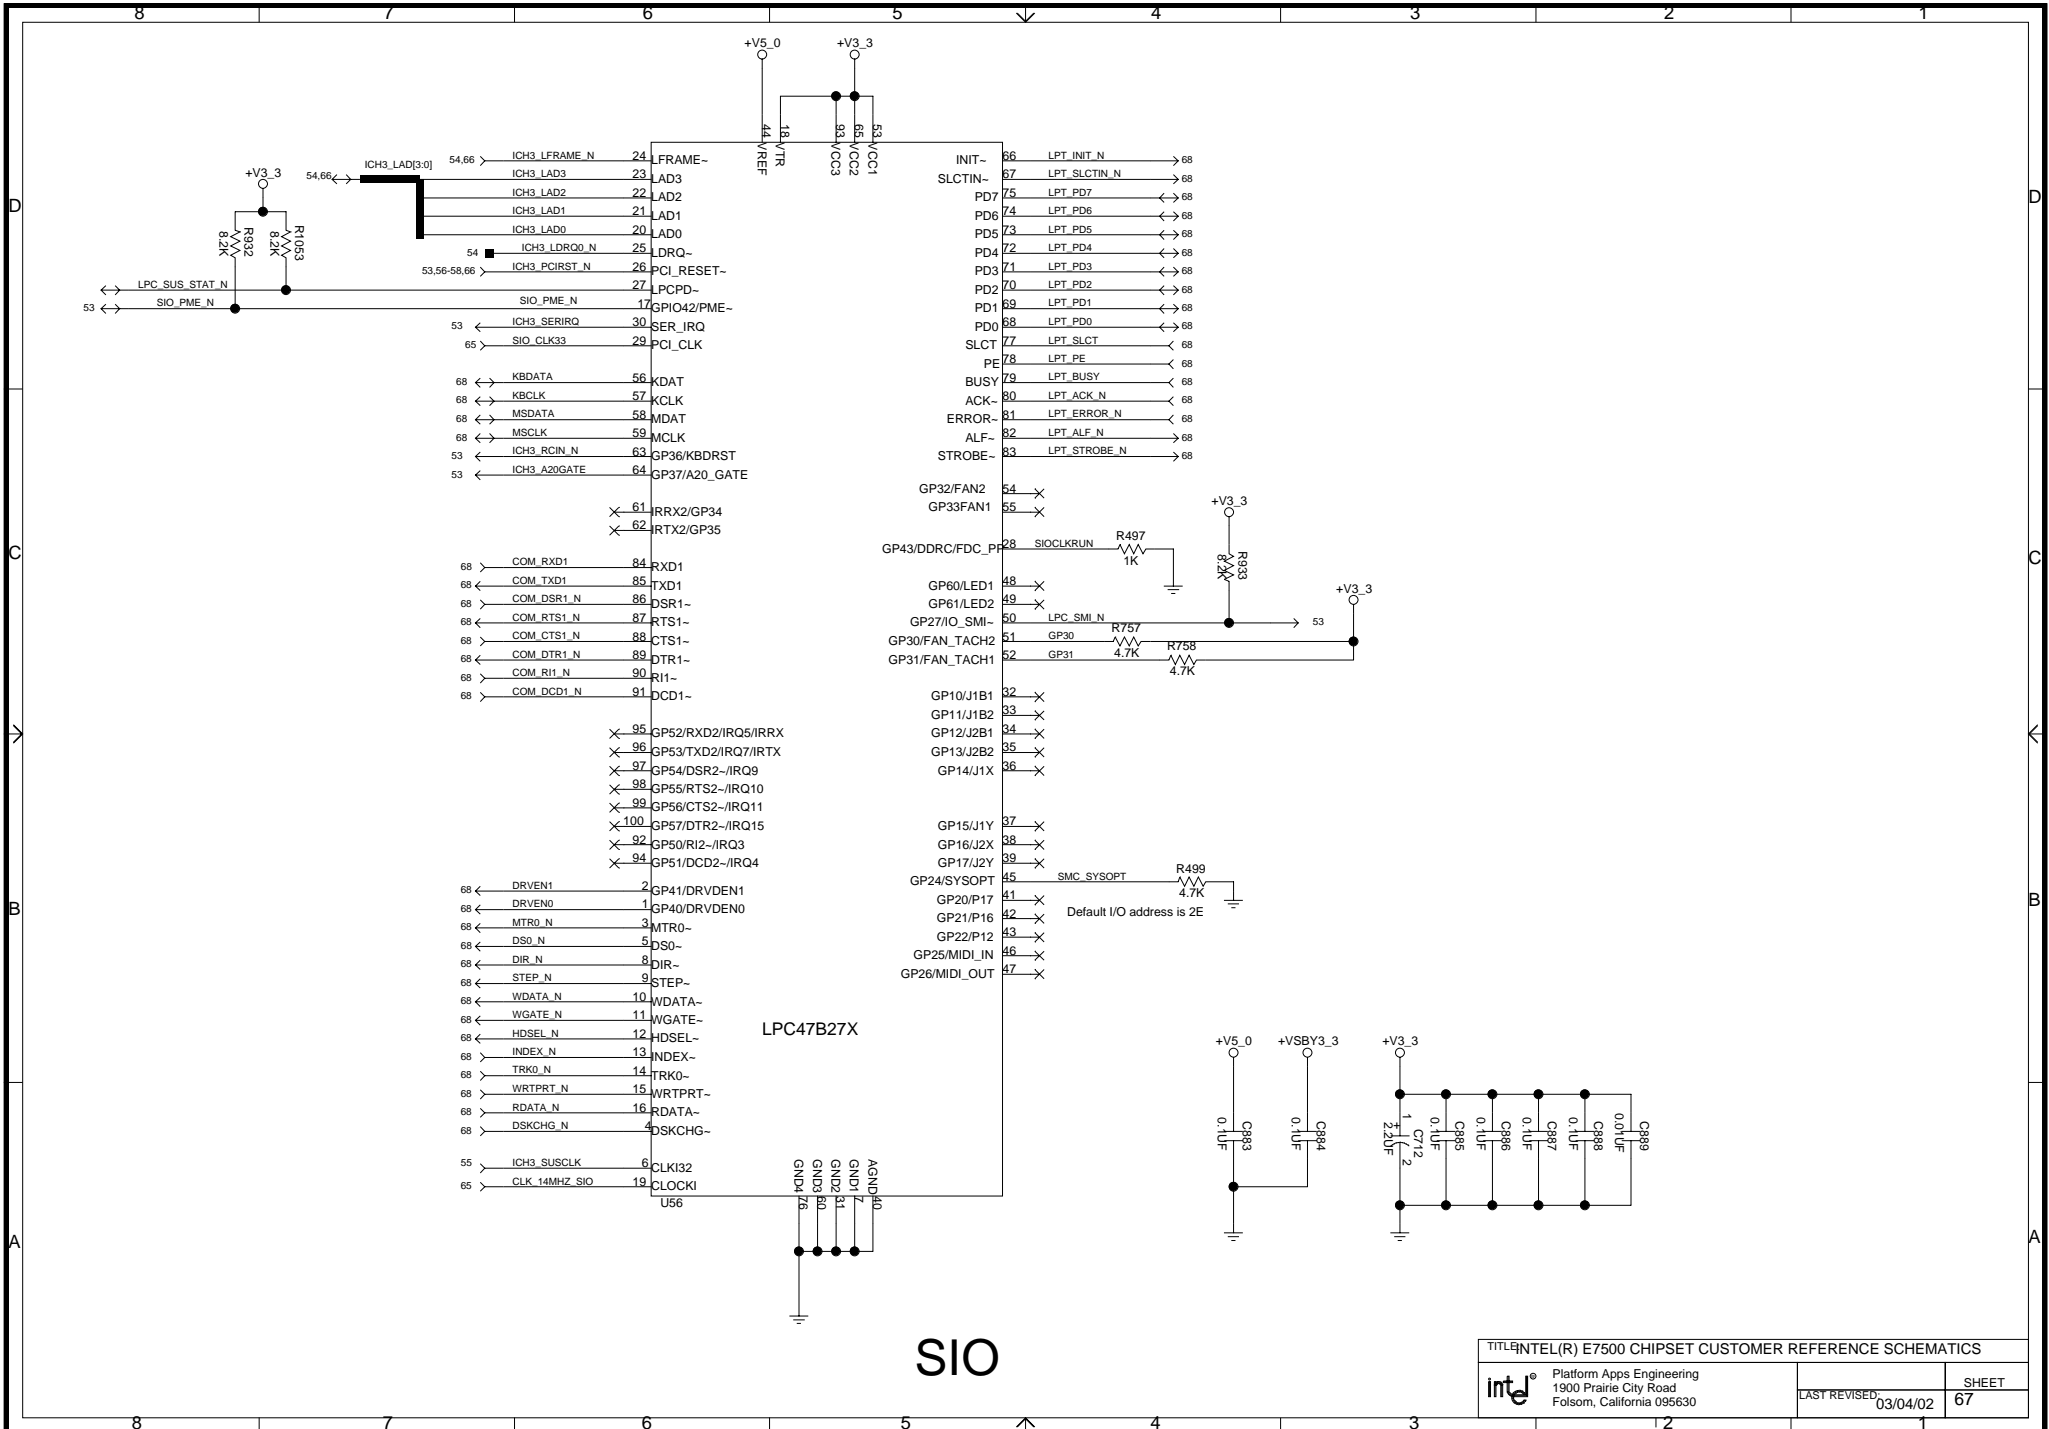 8 7 6 5 4 3 2 1
+V5_0 +V3_3
44 VREF
18 VTR
93 VCC3
65 VCC2
53 VCC1
54,66 ICH3_LFRAME_N 24 LFRAME~
ICH3_LAD[3:0]
54,66 ICH3_LAD3 23 LAD3
ICH3_LAD2 22 LAD2
ICH3_LAD1 21 LAD1
ICH3_LAD0 20 LAD0
54 ICH3_LDRQ0_N 25 LDRQ~
53,56-58,66 ICH3_PCIRST_N 26 PCI_RESET~
+V3_3
R932 8.2K
R1053 8.2K
LPC_SUS_STAT_N 27 LPCPD~
53 SIO_PME_N SIO_PME_N 17 GPIO42/PME~
53 ICH3_SERIRQ 30 SER_IRQ
65 SIO_CLK33 29 PCI_CLK
68 KBDATA 56 KDAT
68 KBCLK 57 KCLK
68 MSDATA 58 MDAT
68 MSCLK 59 MCLK
53 ICH3_RCIN_N 63 GP36/KBDRST
53 ICH3_A20GATE 64 GP37/A20_GATE
61 IRRX2/GP34
62 IRTX2/GP35
68 COM_RXD1 84 RXD1
68 COM_TXD1 85 TXD1
68 COM_DSR1_N 86 DSR1~
68 COM_RTS1_N 87 RTS1~
68 COM_CTS1_N 88 CTS1~
68 COM_DTR1_N 89 DTR1~
68 COM_RI1_N 90 RI1~
68 COM_DCD1_N 91 DCD1~
95 GP52/RXD2/IRQ5/IRRX
96 GP53/TXD2/IRQ7/IRTX
97 GP54/DSR2~/IRQ9
98 GP55/RTS2~/IRQ10
99 GP56/CTS2~/IRQ11
100 GP57/DTR2~/IRQ15
92 GP50/RI2~/IRQ3
94 GP51/DCD2~/IRQ4
68 DRVEN1 2 GP41/DRVDEN1
68 DRVEN0 1 GP40/DRVDEN0
68 MTR0_N 3 MTR0~
68 DS0_N 5 DS0~
68 DIR_N 8 DIR~
68 STEP_N 9 STEP~
68 WDATA_N 10 WDATA~
68 WGATE_N 11 WGATE~
68 HDSEL_N 12 HDSEL~
68 INDEX_N 13 INDEX~
68 TRK0_N 14 TRK0~
68 WRTPRT_N 15 WRTPRT~
68 RDATA_N 16 RDATA~
68 DSKCHG_N 4 DSKCHG~
55 ICH3_SUSCLK 6 CLKI32
65 CLK_14MHZ_SIO 19 CLOCKI
U56
LPC47B27X
GND4 76
GND3 60
GND2 31
GND1 7
AGND 40
INIT~ 66 LPT_INIT_N 68
SLCTIN~ 67 LPT_SLCTIN_N 68
PD7 75 LPT_PD7 68
PD6 74 LPT_PD6 68
PD5 73 LPT_PD5 68
PD4 72 LPT_PD4 68
PD3 71 LPT_PD3 68
PD2 70 LPT_PD2 68
PD1 69 LPT_PD1 68
PD0 68 LPT_PD0 68
SLCT 77 LPT_SLCT 68
PE 78 LPT_PE 68
BUSY 79 LPT_BUSY 68
ACK~ 80 LPT_ACK_N 68
ERROR~ 81 LPT_ERROR_N 68
ALF~ 82 LPT_ALF_N 68
STROBE~ 83 LPT_STROBE_N 68
GP32/FAN2 54
GP33FAN1 55
GP43/DDRC/FDC_PP 28 SIOCLKRUN R497 1K
+V3_3
R933 8.2K
+V3_3
GP60/LED1 48
GP61/LED2 49
GP27/IO_SMI~ 50 LPC_SMI_N 53
GP30/FAN_TACH2 51 GP30 R757 4.7K
GP31/FAN_TACH1 52 GP31 R758 4.7K
GP10/J1B1 32
GP11/J1B2 33
GP12/J2B1 34
GP13/J2B2 35
GP14/J1X 36
GP15/J1Y 37
GP16/J2X 38
GP17/J2Y 39
GP24/SYSOPT 45 SMC_SYSOPT R499 4.7K
GP20/P17 41
Default I/O address is 2E
GP21/P16 42
GP22/P12 43
GP25/MIDI_IN 46
GP26/MIDI_OUT 47
+V5_0 +VSBY3_3 +V3_3
C883 0.1UF
C884 0.1UF
1 + C712 2.2UF 2
C885 0.1UF
C886 0.1UF
C887 0.1UF
C888 0.1UF
C889 0.01UF
D D
C C
B B
A A
SIO
TITLE: INTEL(R) E7500 CHIPSET CUSTOMER REFERENCE SCHEMATICS
intel®
Platform Apps Engineering
1900 Prairie City Road
Folsom, California 095630
LAST REVISED: 03/04/02
SHEET
67
8 7 6 5 4 3 2 1